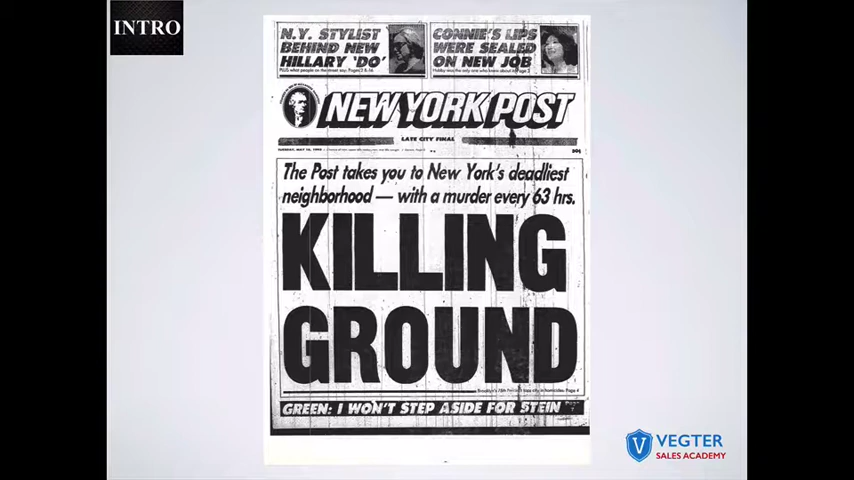 INTRO
N.Y. STYLIST
BEHIND NEW
HILLARY 'DO'
CONNIE'S LIPS
WERE SEALED
ON NEW JOB
NEW YORK POST
LATE CITY FINAL
The Post takes you to New York's deadliest
neighborhood — with a murder every 63 hrs.
KILLING
GROUND
GREEN: I WON'T STEP ASIDE FOR STEIN
VEGTER
SALES ACADEMY